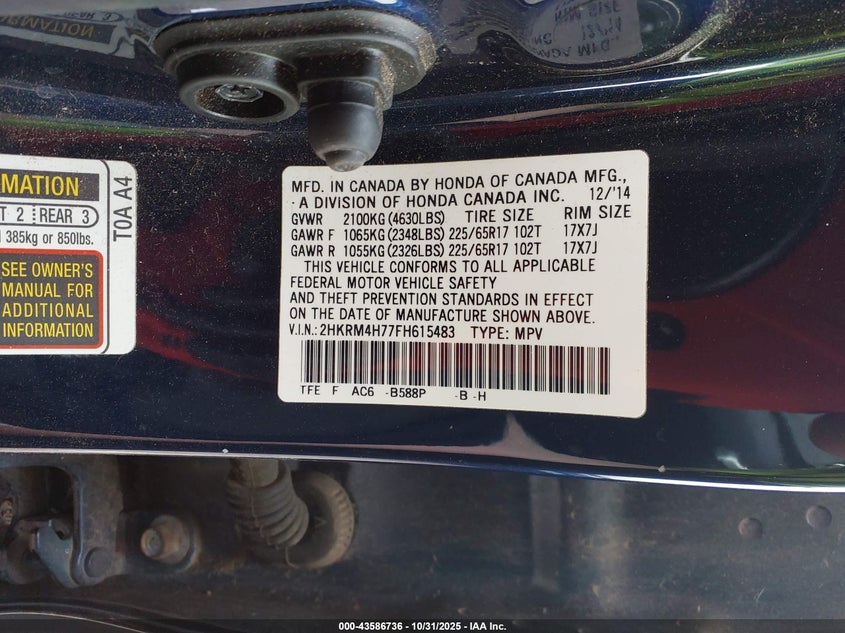 MATION
T 2 REAR 3
385kg or 850lbs.
SEE OWNER'S
MANUAL FOR
ADDITIONAL
INFORMATION
T0A A4
MFD. IN CANADA BY HONDA OF CANADA MFG.,
A DIVISION OF HONDA CANADA INC. 12/'14
GVWR 2100KG (4630LBS) TIRE SIZE RIM SIZE
GAWR F 1065KG (2348LBS) 225/65R17 102T 17X7J
GAWR R 1055KG (2326LBS) 225/65R17 102T 17X7J
THIS VEHICLE CONFORMS TO ALL APPLICABLE
FEDERAL MOTOR VEHICLE SAFETY
AND THEFT PREVENTION STANDARDS IN EFFECT
ON THE DATE OF MANUFACTURE SHOWN ABOVE.
V.I.N.: 2HKRM4H77FH615483 TYPE: MPV
TFE F AC6 -B588P -B -H
000-43586736 - 10/31/2025 - IAA Inc.